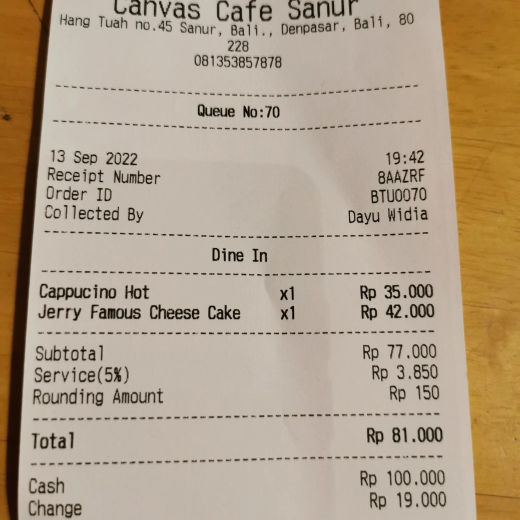 Canvas Cafe Sanur
Hang Tuah no.45 Sanur, Bali., Denpasar, Bali, 80
228
081353857878
Queue No:70
13 Sep 2022 19:42
Receipt Number 8AAZRF
Order ID BTU0070
Collected By Dayu Widia
Dine In
Cappucino Hot x1 Rp 35.000
Jerry Famous Cheese Cake x1 Rp 42.000
Subtotal Rp 77.000
Service(5%) Rp 3.850
Rounding Amount Rp 150
Total Rp 81.000
Cash Rp 100.000
Change Rp 19.000